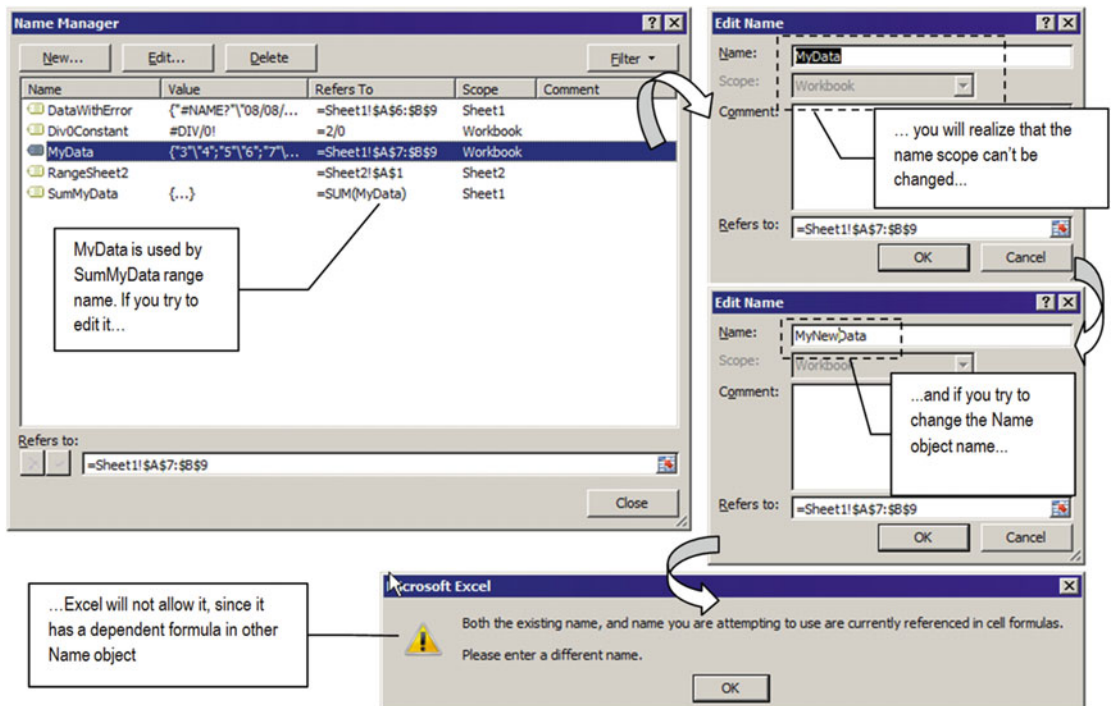 Name Manager
New... Edit... Delete Filter
Name Value Refers To Scope Comment
DataWithError {"#NAME?"\"08/08/... =Sheet1!$A$6:$B$9 Sheet1
Div0Constant #DIV/0! =2/0 Workbook
MyData {"3"\"4";"5"\"6";"7"\... =Sheet1!$A$7:$B$9 Workbook
RangeSheet2 =Sheet2!$A$1 Sheet2
SumMyData {...} =SUM(MyData) Sheet1
MyData is used by
SumMyData range
name. If you try to
edit it…
Refers to:
=Sheet1!$A$7:$B$9
Close
Edit Name
Name: MyData
Scope: Workbook
Comment:
… you will realize that the
name scope can't be
changed...
Refers to: =Sheet1!$A$7:$B$9
OK Cancel
Edit Name
Name: MyNewData
Scope: Workbook
Comment:
...and if you try to
change the Name
object name...
Refers to: =Sheet1!$A$7:$B$9
OK Cancel
…Excel will not allow it, since it
has a dependent formula in other
Name object
Microsoft Excel
Both the existing name, and name you are attempting to use are currently referenced in cell formulas.
Please enter a different name.
OK